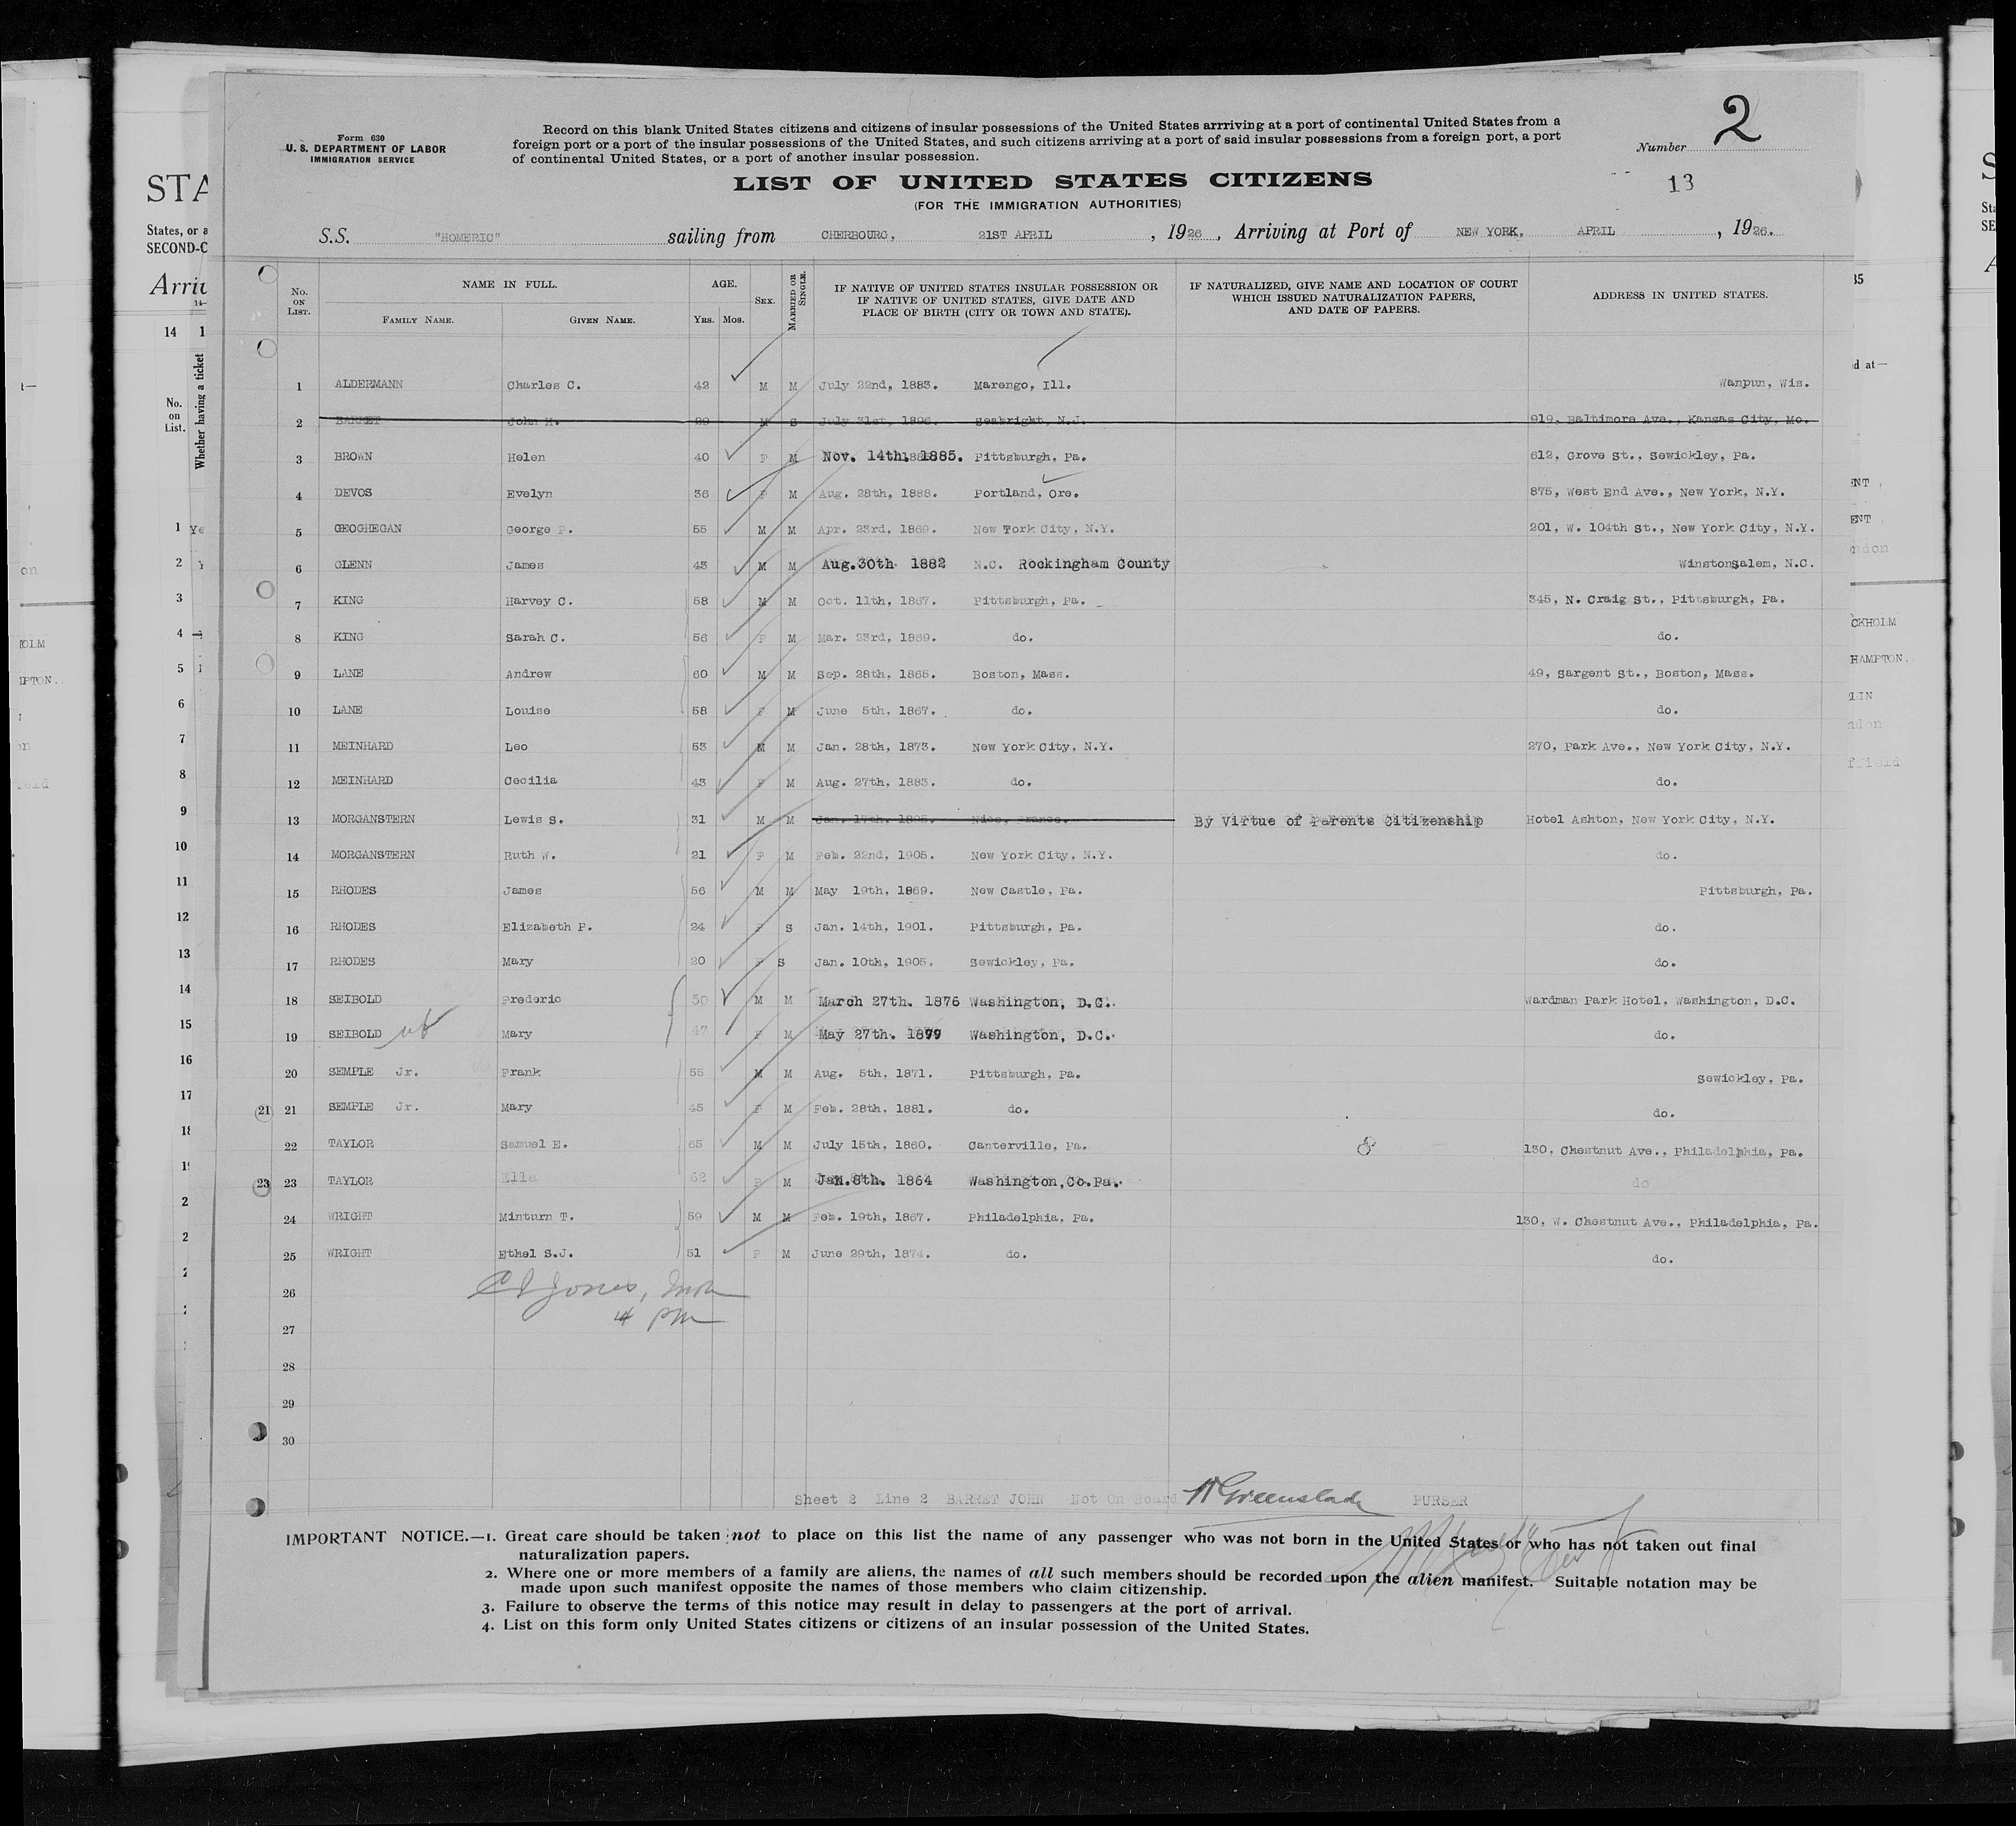 Form 630
U. S. DEPARTMENT OF LABOR
IMMIGRATION SERVICE
Record on this blank United States citizens and citizens of insular possessions of the United States arrriving at a port of continental United States from a
foreign port or a port of the insular possessions of the United States, and such citizens arriving at a port of said insular possessions from a foreign port, a port
of continental United States, or a port of another insular possession.
Number 2
13
LIST OF UNITED STATES CITIZENS
(FOR THE IMMIGRATION AUTHORITIES)
S.S. "HOMERIC" sailing from CHERBOURG, 21ST APRIL, 1926, Arriving at Port of NEW YORK, APRIL, 1926.
No. ON LIST. NAME IN FULL. FAMILY NAME. GIVEN NAME. AGE. YRS. MOS. SEX. MARRIED OR SINGLE. IF NATIVE OF UNITED STATES INSULAR POSSESSION OR IF NATIVE OF UNITED STATES, GIVE DATE AND PLACE OF BIRTH (CITY OR TOWN AND STATE). IF NATURALIZED, GIVE NAME AND LOCATION OF COURT WHICH ISSUED NATURALIZATION PAPERS, AND DATE OF PAPERS. ADDRESS IN UNITED STATES.
1 ALDERMANN Charles C. 42 M M July 22nd, 1883. Marengo, Ill. Wanpun, Wis.
2 BARRET John H. 29 M S July 31st, 1896. Seabright, N.J. 919, Baltimore Ave., Kansas City, Mo.
3 BROWN Helen 40 F M Nov. 14th. 1885. Pittsburgh, Pa. 612, Grove St., Sewickley, Pa.
4 DEVOS Evelyn 36 F M Aug. 28th, 1888. Portland, Ore. 875, West End Ave., New York, N.Y.
5 GEOGHEGAN George F. 55 M M Apr. 23rd, 1869. New York City, N.Y. 201, W. 104th St., New York City, N.Y.
6 GLENN James 43 M M Aug.30th 1882 N.C. Rockingham County Winstonsalem, N.C.
7 KING Harvey C. 58 M M Oct. 11th, 1867. Pittsburgh, Pa. 345, N. Craig St., Pittsburgh, Pa.
8 KING Sarah C. 56 F M Mar. 23rd, 1869. do. do.
9 LANE Andrew 60 M M Sep. 28th, 1865. Boston, Mass. 49, Sargent St., Boston, Mass.
10 LANE Louise 58 F M June 5th, 1867. do. do.
11 MEINHARD Leo 53 M M Jan. 28th, 1873. New York City, N.Y. 270, Park Ave., New York City, N.Y.
12 MEINHARD Cecilia 43 F M Aug. 27th, 1883. do. do.
13 MORGANSTERN Lewis S. 31 M M Jan. 17th, 1895. Nice, France. By Virtue of Parents Citizenship Hotel Ashton, New York City, N.Y.
14 MORGANSTERN Ruth W. 21 F M Feb. 22nd, 1905. New York City, N.Y. do.
15 RHODES James 56 M M May 19th, 1869. New Castle, Pa. Pittsburgh, Pa.
16 RHODES Elizabeth P. 24 F S Jan. 14th, 1901. Pittsburgh, Pa. do.
17 RHODES Mary 20 F S Jan. 10th, 1905. Sewickley, Pa. do.
18 SEIBOLD Frederic 50 M M March 27th. 1876 Washington, D.C. Wardman Park Hotel, Washington, D.C.
19 SEIBOLD Mary 47 F M May 27th. 1879 Washington, D.C. do.
20 SEMPLE Jr. Frank 55 M M Aug. 5th, 1871. Pittsburgh, Pa. Sewickley, Pa.
21 21 SEMPLE Jr. Mary 45 F M Feb. 28th, 1881. do. do.
22 TAYLOR Samuel E. 65 M M July 15th, 1860. Canterville, Pa. 130, Chestnut Ave., Philadelphia, Pa.
23 23 TAYLOR Ella 62 F M Jan.8th. 1864 Washington,Co.Pa. do
24 WRIGHT Minturn T. 59 M M Feb. 19th, 1867. Philadelphia, Pa. 130, W. Chestnut Ave., Philadelphia, Pa.
25 WRIGHT Ethel S.J. 51 F M June 29th, 1874. do. do.
26
Jones,
4 pm
27
28
29
30
Sheet 2 Line 2 BARRET JOHN Not On Board Greenslade PURSER
IMPORTANT NOTICE.—1. Great care should be taken not to place on this list the name of any passenger who was not born in the United States or who has not taken out final
naturalization papers.
2. Where one or more members of a family are aliens, the names of all such members should be recorded upon the alien manifest. Suitable notation may be
made upon such manifest opposite the names of those members who claim citizenship.
3. Failure to observe the terms of this notice may result in delay to passengers at the port of arrival.
4. List on this form only United States citizens or citizens of an insular possession of the United States.